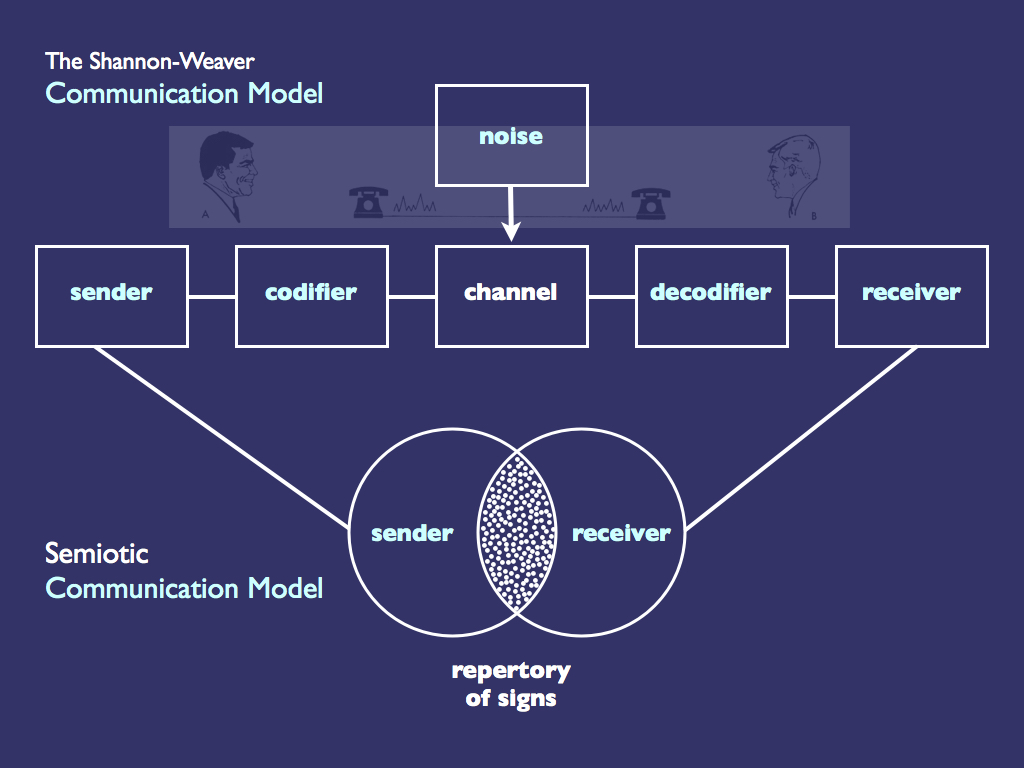 The Shannon-Weaver
Communication Model
noise
A
B
sender
codifier
channel
decodifier
receiver
sender
receiver
Semiotic
Communication Model
repertory
of signs